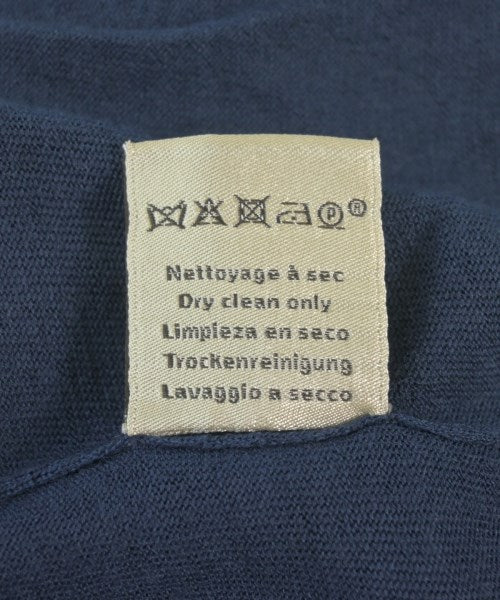 P ®
Nettoyage à sec
Dry clean only
Limpieza en seco
Trockenreinigung
Lavaggio a secco